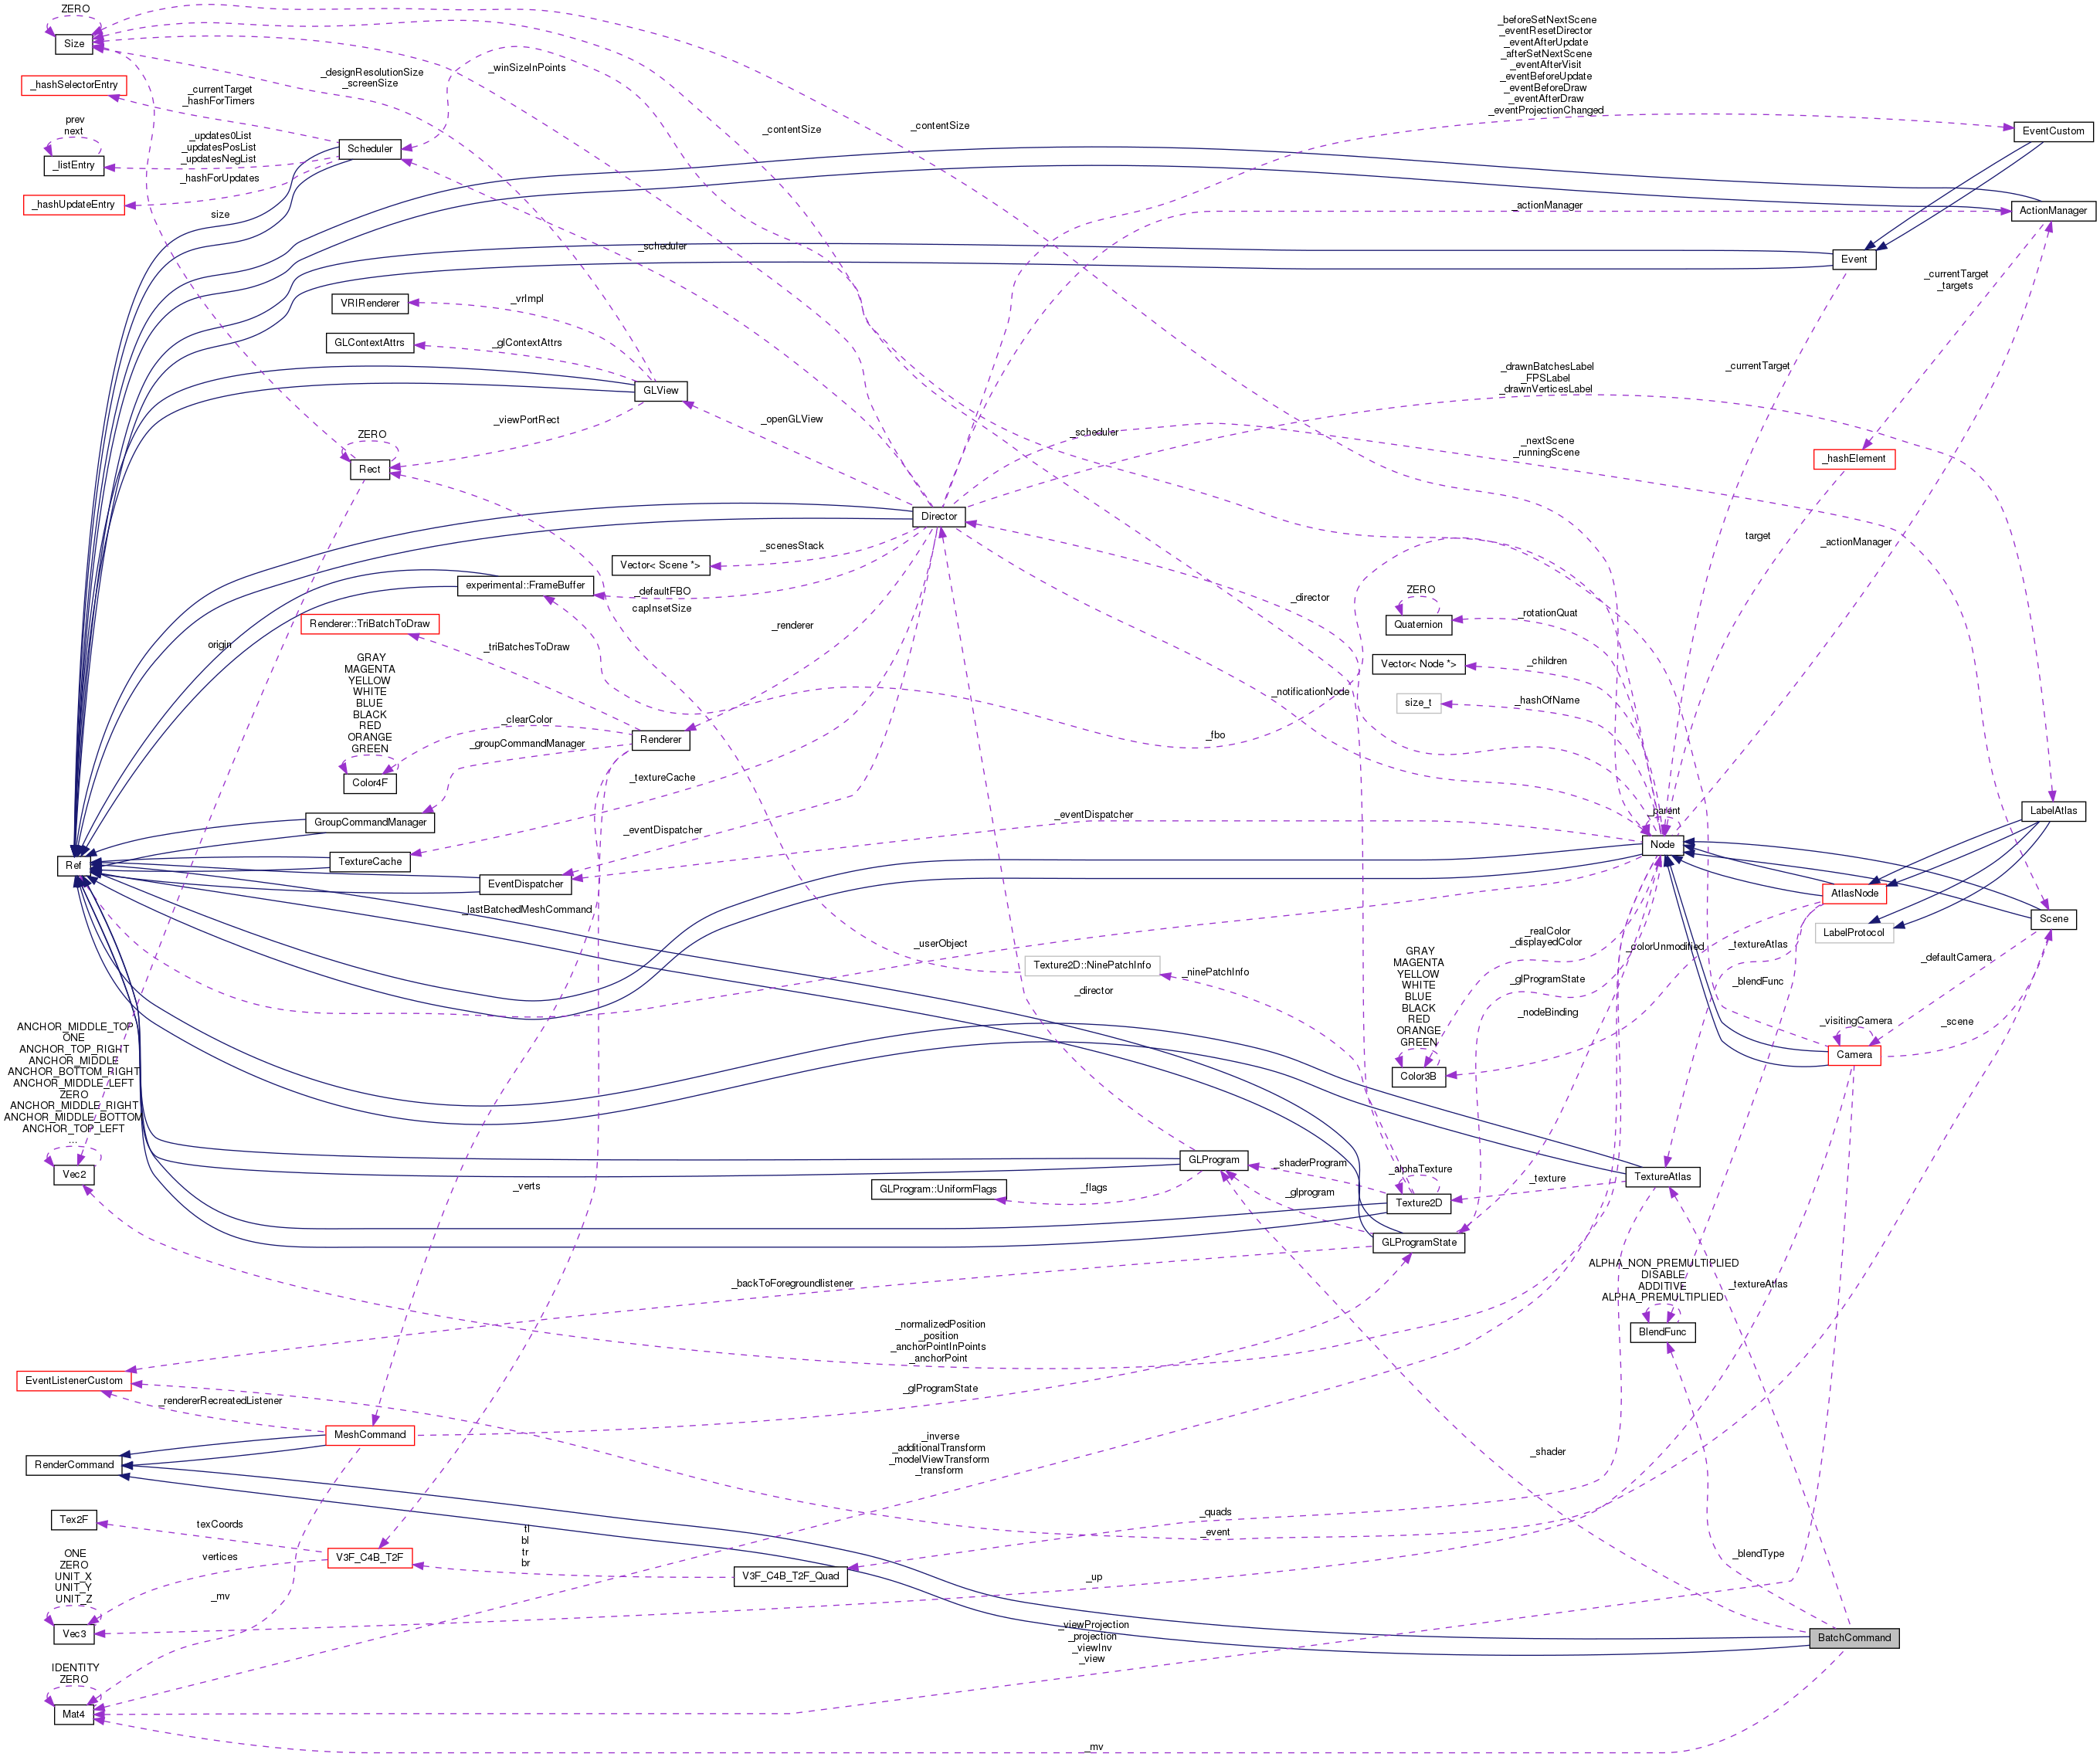 ZERO
Size
_beforeSetNextScene
_eventResetDirector
_eventAfterUpdate
_afterSetNextScene
_eventAfterVisit
_eventBeforeUpdate
_eventBeforeDraw
_eventAfterDraw
_eventProjectionChanged
_designResolutionSize
_screenSize
_winSizeInPoints
_hashSelectorEntry
_currentTarget
_hashForTimers
_contentSize
_contentSize
EventCustom
prev
next
_updates0List
_updatesPosList
_updatesNegList
Scheduler
_listEntry
_hashForUpdates
_hashUpdateEntry
size
_actionManager
ActionManager
_scheduler
Event
_currentTarget
_targets
VRIRenderer
_vrImpl
GLContextAttrs
_glContextAttrs
_drawnBatchesLabel
_FPSLabel
_drawnVerticesLabel
_currentTarget
GLView
_viewPortRect
_openGLView
ZERO
Rect
_scheduler
_nextScene
_runningScene
_hashElement
Director
target
_actionManager
_scenesStack
Vector< Scene *>
experimental::FrameBuffer
_defaultFBO
capInsetSize
_director
ZERO
Quaternion
_rotationQuat
Renderer::TriBatchToDraw
_renderer
origin
_triBatchesToDraw
Vector< Node *>
_children
GRAY
MAGENTA
YELLOW
WHITE
BLUE
BLACK
RED
ORANGE
GREEN
_notificationNode
size_t
_hashOfName
_clearColor
Renderer
_fbo
_groupCommandManager
Color4F
_textureCache
GroupCommandManager
_eventDispatcher
_eventDispatcher
_parent
LabelAtlas
Node
Ref
TextureCache
EventDispatcher
AtlasNode
_lastBatchedMeshCommand
Scene
LabelProtocol
_userObject
_realColor
_displayedColor
_colorUnmodified
_textureAtlas
_defaultCamera
Texture2D::NinePatchInfo
_ninePatchInfo
_glProgramState
_blendFunc
GRAY
MAGENTA
YELLOW
WHITE
BLUE
BLACK
RED
ORANGE
GREEN
_director
_nodeBinding
_visitingCamera
_scene
Camera
Color3B
ANCHOR_MIDDLE_TOP
ONE
ANCHOR_TOP_RIGHT
ANCHOR_MIDDLE
ANCHOR_BOTTOM_RIGHT
ANCHOR_MIDDLE_LEFT
ZERO
ANCHOR_MIDDLE_RIGHT
ANCHOR_MIDDLE_BOTTOM
ANCHOR_TOP_LEFT
...
Vec2
GLProgram
_shaderProgram
_alphaTexture
_texture
TextureAtlas
_verts
GLProgram::UniformFlags
_flags
_glprogram
Texture2D
GLProgramState
_backToForegroundlistener
ALPHA_NON_PREMULTIPLIED
DISABLE
ADDITIVE
ALPHA_PREMULTIPLIED
_textureAtlas
BlendFunc
_normalizedPosition
_position
_anchorPointInPoints
_anchorPoint
EventListenerCustom
_rendererRecreatedListener
_glProgramState
MeshCommand
_inverse
_additionalTransform
_modelViewTransform
_transform
_shader
RenderCommand
Tex2F
texCoords
_quads
_event
tl
bl
tr
br
ONE
ZERO
UNIT_X
UNIT_Y
UNIT_Z
vertices
V3F_C4B_T2F
V3F_C4B_T2F_Quad
_blendType
_up
_mv
Vec3
_viewProjection
_projection
_viewInv
_view
BatchCommand
IDENTITY
ZERO
Mat4
_mv